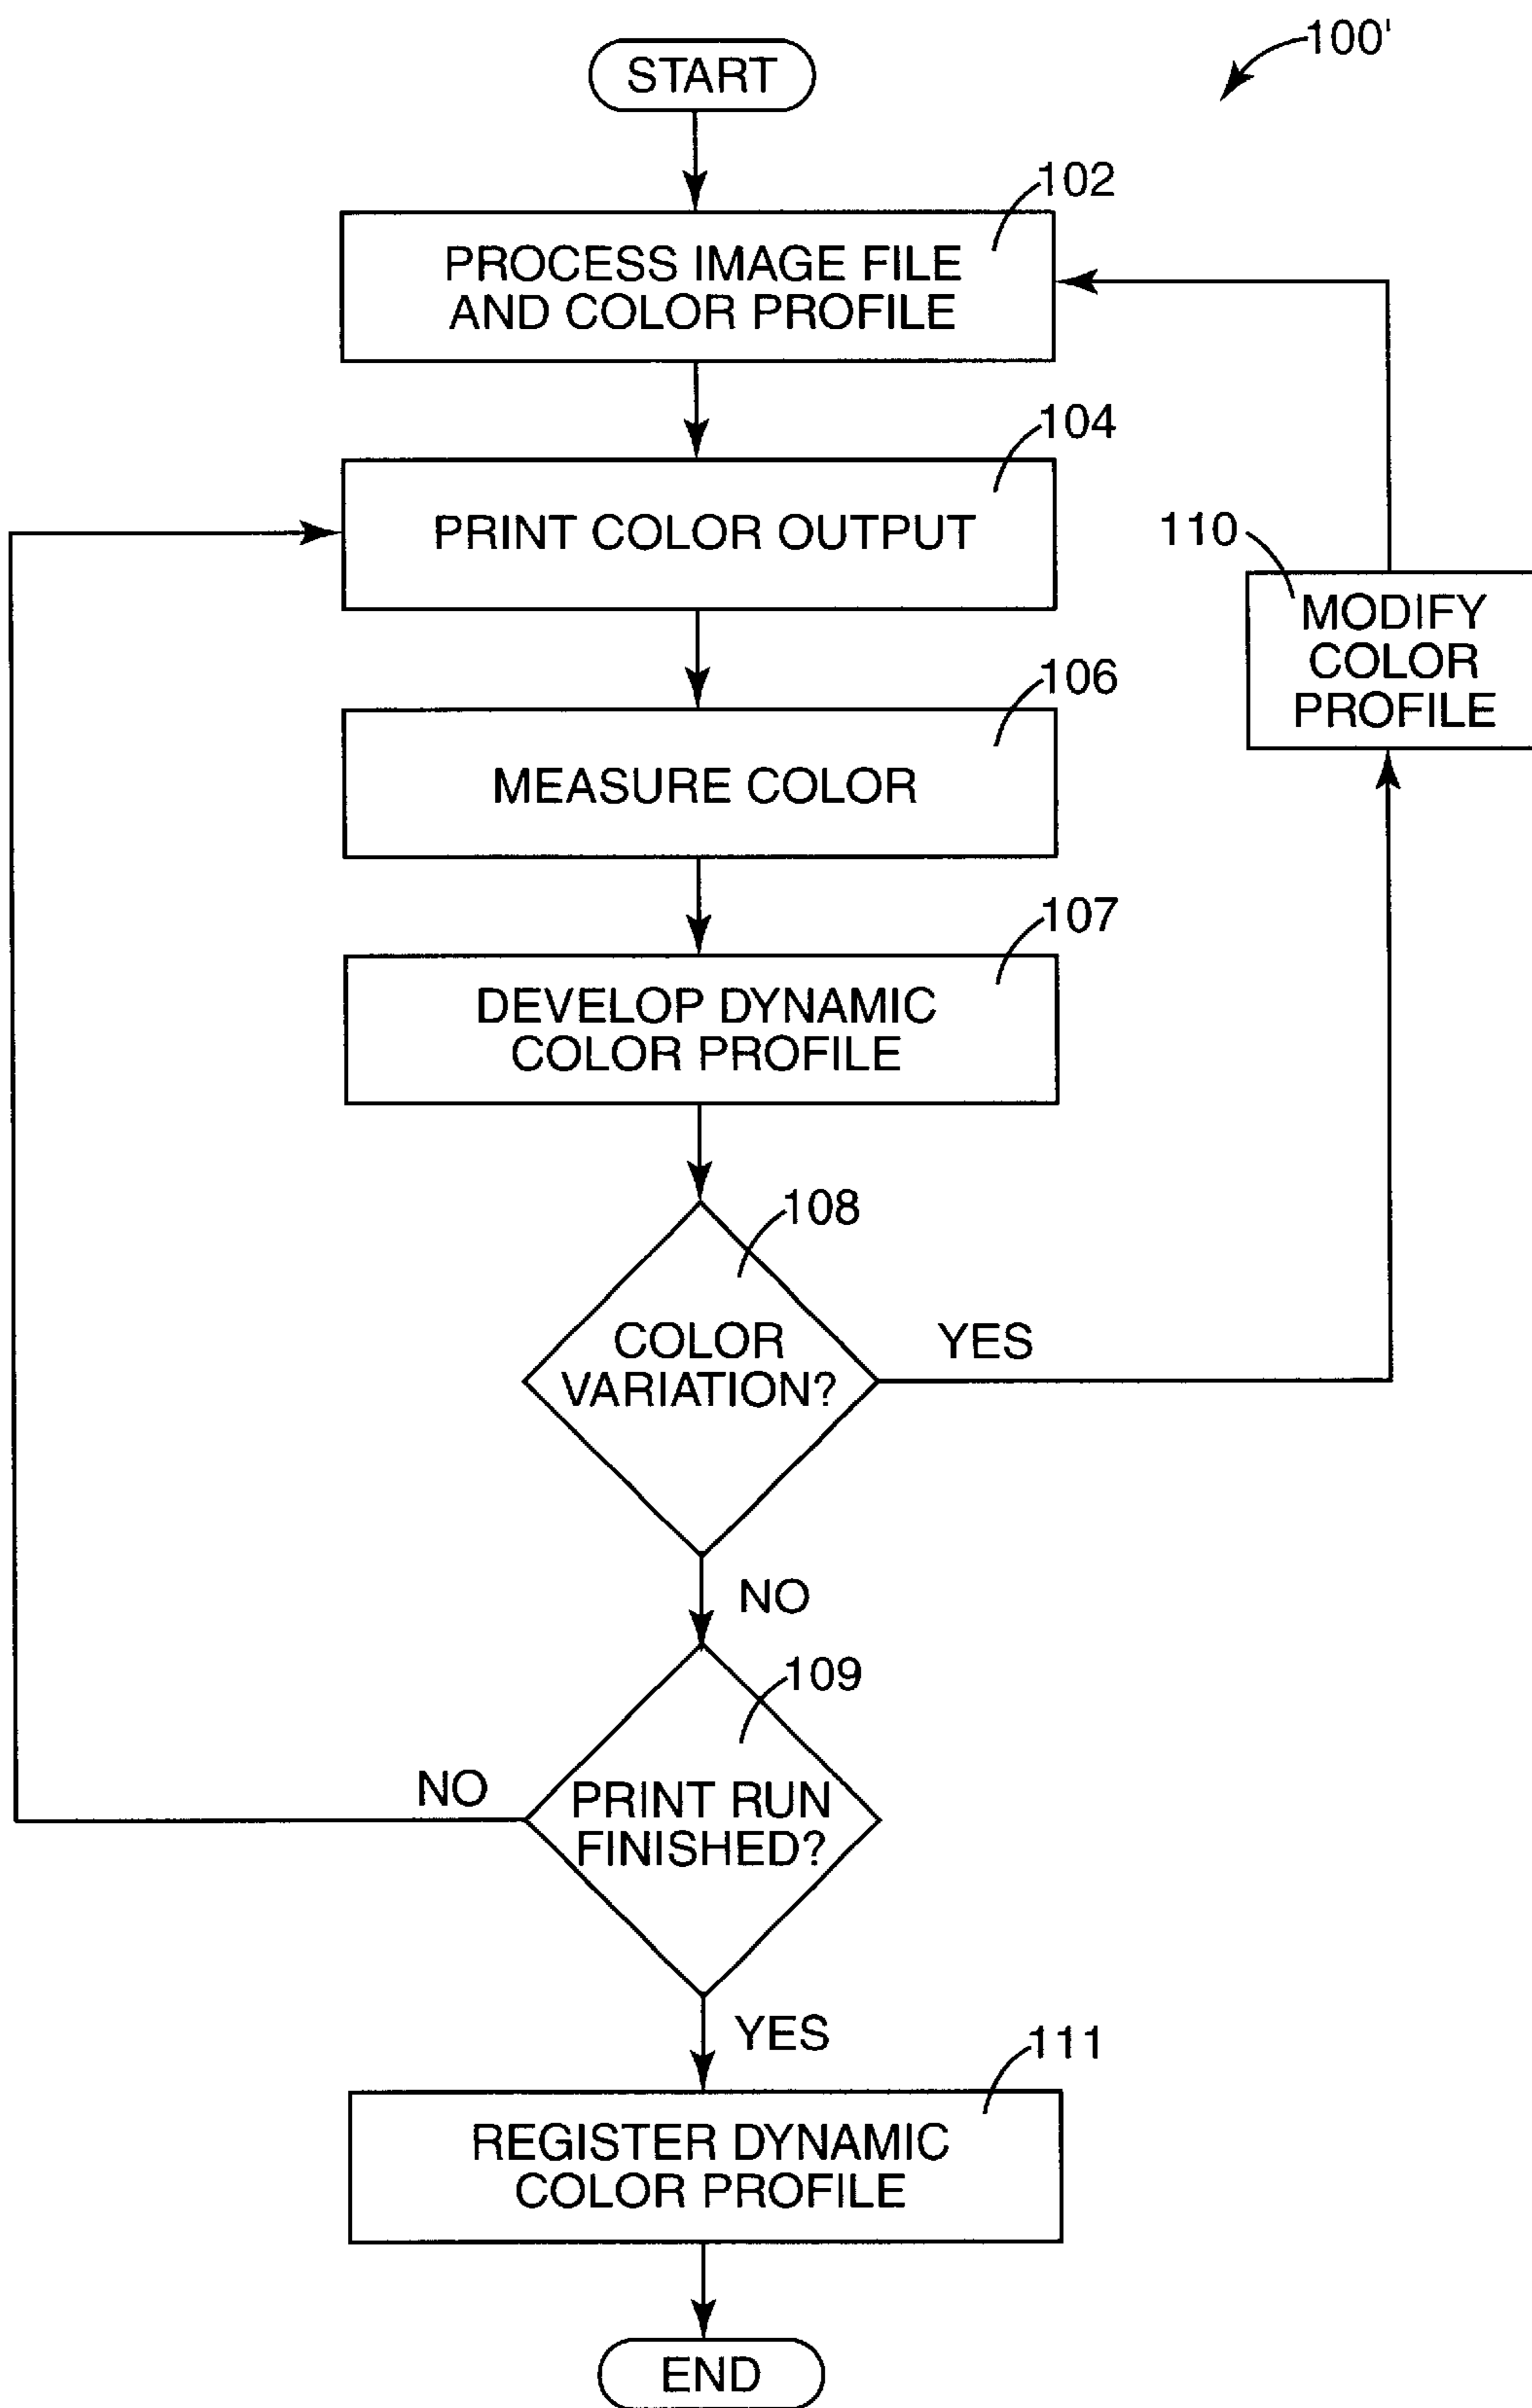 100'
START
102
PROCESS IMAGE FILE
AND COLOR PROFILE
104
PRINT COLOR OUTPUT
110
MODIFY
COLOR
PROFILE
106
MEASURE COLOR
107
DEVELOP DYNAMIC
COLOR PROFILE
108
COLOR
VARIATION?
YES
NO
109
PRINT RUN
FINISHED?
NO
YES
111
REGISTER DYNAMIC
COLOR PROFILE
END